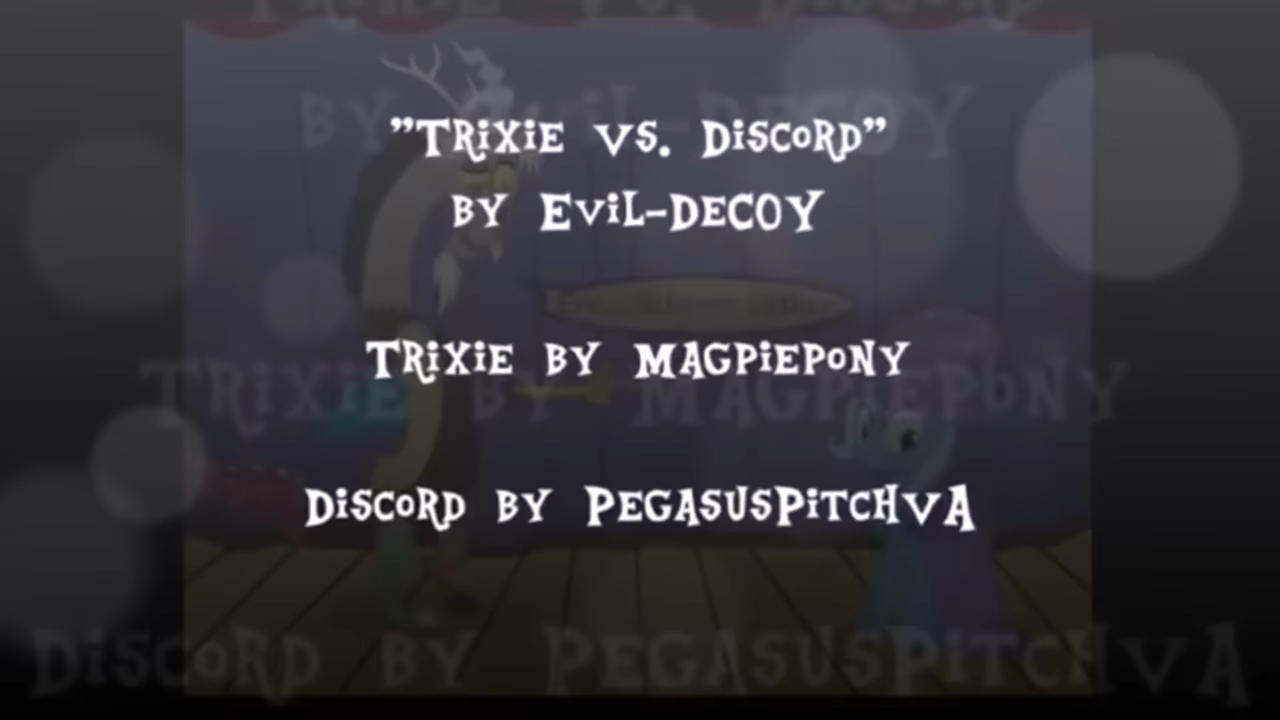 "Trixie vs. Discord"
by Evil-DECOY
Trixie by MagpiePony
Discord by PegasusPitchVA